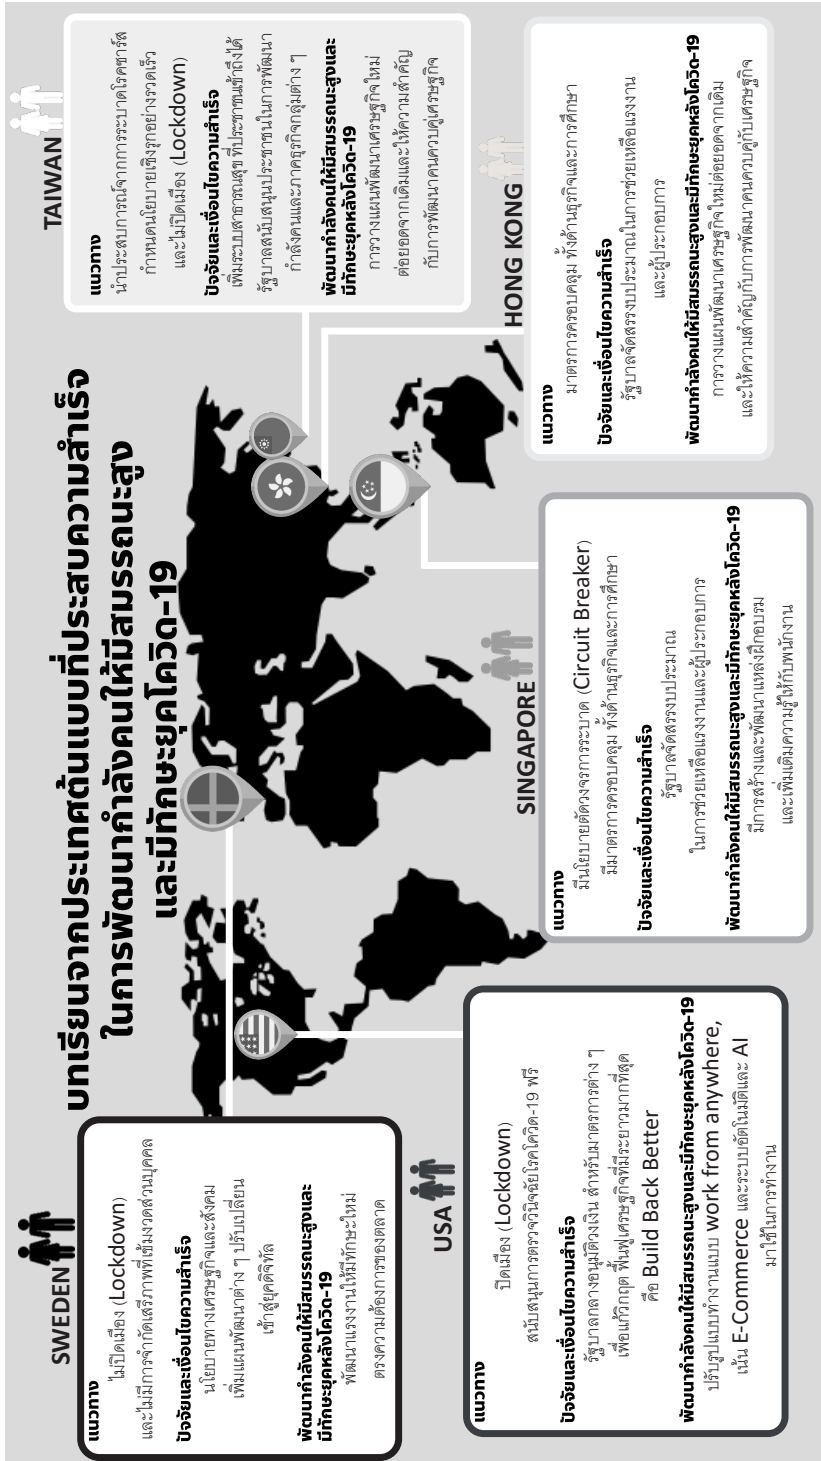 บทเรียนจากประเทศต้นแบบที่ประสบความสำเร็จ
ในการพัฒนากำลังคนให้มีสมรรถนะสูง
และมีทักษะยุคโควิด-19
SWEDEN
แนวทาง
ไม่ปิดเมือง (Lockdown)
และไม่มีการจำกัดเสรีภาพที่เข้มงวดส่วนบุคคล
ปัจจัยและเงื่อนไขความสำเร็จ
นโยบายทางเศรษฐกิจและสังคม
เพิ่มแผนพัฒนาต่าง ๆ ปรับเปลี่ยน
เข้าสู่ยุคดิจิทัล
พัฒนากำลังคนให้มีสมรรถนะสูงและ
มีทักษะยุคหลังโควิด-19
พัฒนาแรงงานให้มีทักษะใหม่
ตรงความต้องการของตลาด
USA
แนวทาง
ปิดเมือง (Lockdown)
สนับสนุนการตรวจวินิจฉัยโรคโควิด-19 ฟรี
ปัจจัยและเงื่อนไขความสำเร็จ
รัฐบาลกลางอนุมัติวงเงิน สำหรับมาตรการต่าง ๆ
เพื่อแก้วิกฤต ฟื้นฟูเศรษฐกิจที่มีระยาวมากที่สุด
คือ Build Back Better
พัฒนากำลังคนให้มีสมรรถนะสูงและมีทักษะยุคหลังโควิด-19
ปรับรูปแบบทำงานแบบ work from anywhere,
เน้น E-Commerce และระบบอัตโนมัติและ AI
มาใช้ในการทำงาน
SINGAPORE
แนวทาง
มีนโยบายตัดวงจรการระบาด (Circuit Breaker)
มีมาตรการครอบคลุม ทั้งด้านธุรกิจและการศึกษา
ปัจจัยและเงื่อนไขความสำเร็จ
รัฐบาลจัดสรรงบประมาณ
ในการช่วยเหลือแรงงานและผู้ประกอบการ
พัฒนากำลังคนให้มีสมรรถนะสูงและมีทักษะยุคหลังโควิด-19
มีการสร้างและพัฒนาแหล่งฝึกอบรม
และเพิ่มเติมความรู้ให้กับพนักงาน
TAIWAN
แนวทาง
นำประสบการณ์จากการระบาดโรคซาร์ส
กำหนดนโยบายเชิงรุกอย่างรวดเร็ว
และไม่ปิดเมือง (Lockdown)
ปัจจัยและเงื่อนไขความสำเร็จ
เพิ่มระบบสาธารณสุข ที่ประชาชนเข้าถึงได้
รัฐบาลสนับสนุนประชาชนในการพัฒนา
กำลังคนและภาคธุรกิจกลุ่มต่าง ๆ
พัฒนากำลังคนให้มีสมรรถนะสูงและ
มีทักษะยุคหลังโควิด-19
การวางแผนพัฒนาเศรษฐกิจใหม่
ต่อยอดจากเดิมและให้ความสำคัญ
กับการพัฒนาคนควบคู่เศรษฐกิจ
HONG KONG
แนวทาง
มาตรการครอบคลุม ทั้งด้านธุรกิจและการศึกษา
ปัจจัยและเงื่อนไขความสำเร็จ
รัฐบาลจัดสรรงบประมาณในการช่วยเหลือแรงงาน
และผู้ประกอบการ
พัฒนากำลังคนให้มีสมรรถนะสูงและมีทักษะยุคหลังโควิด-19
การวางแผนพัฒนาเศรษฐกิจใหม่ต่อยอดจากเดิม
และให้ความสำคัญกับการพัฒนาคนควบคู่กับเศรษฐกิจ